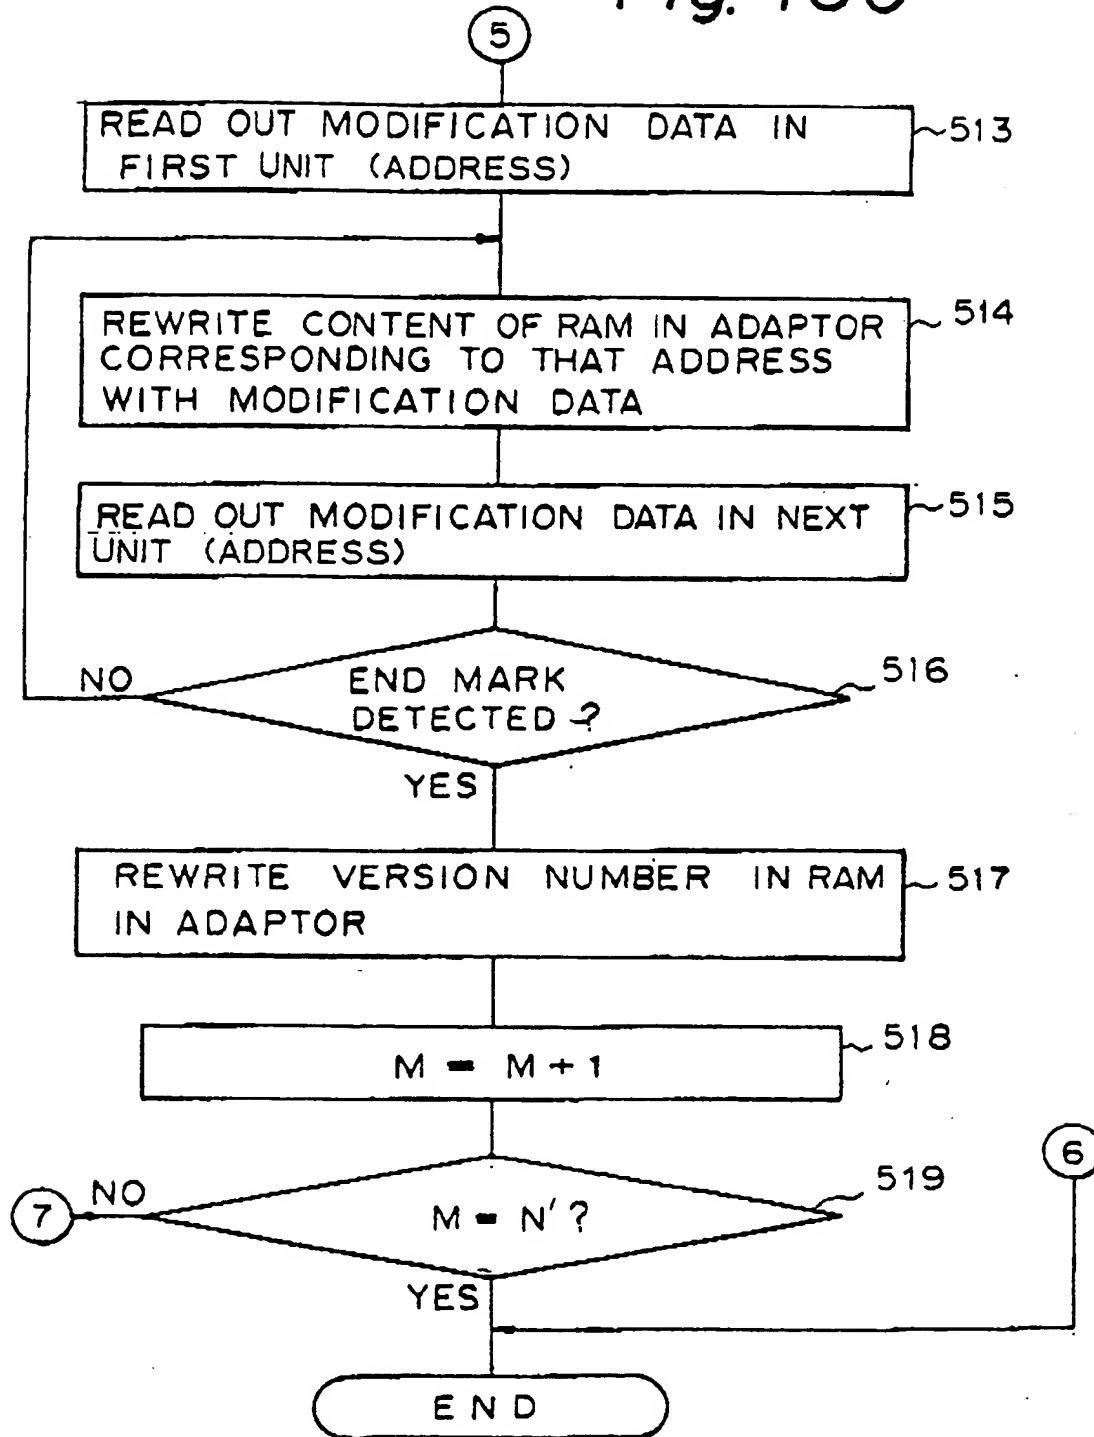 5
READ OUT MODIFICATION DATA IN
FIRST UNIT (ADDRESS)
513
REWRITE CONTENT OF RAM IN ADAPTOR
CORRESPONDING TO THAT ADDRESS
WITH MODIFICATION DATA
514
READ OUT MODIFICATION DATA IN NEXT
UNIT (ADDRESS)
515
END MARK
DETECTED ?
516
NO
YES
REWRITE VERSION NUMBER IN RAM
IN ADAPTOR
517
M = M + 1
518
6
M = N' ?
519
NO
7
YES
END